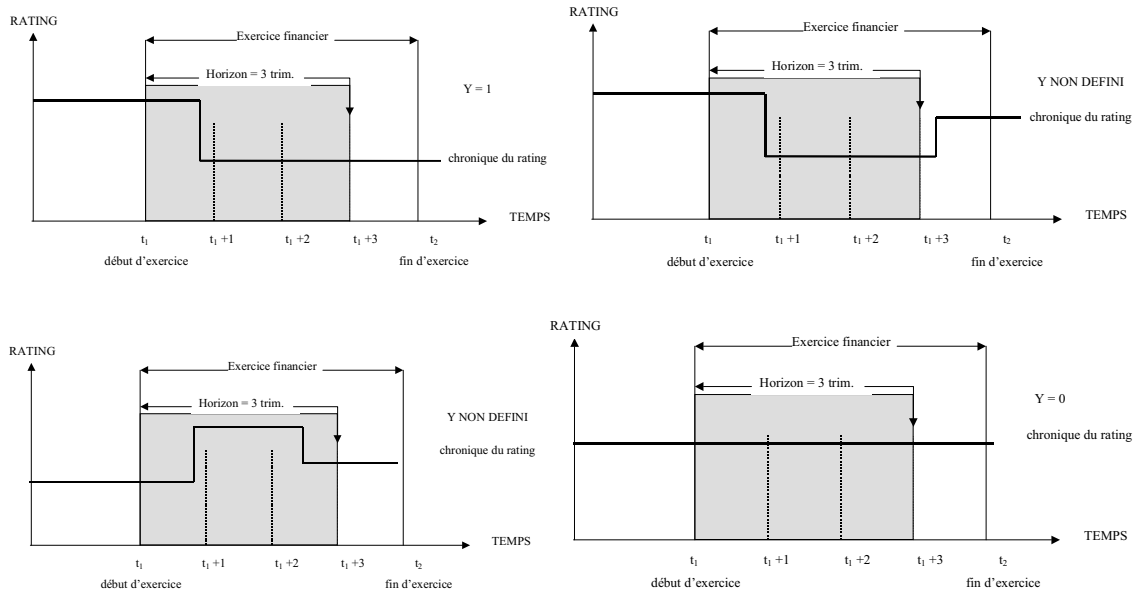 RATING
Exercice financier
Horizon = 3 trim.
Y = 1
chronique du rating
TEMPS
t1 t1 +1 t1 +2 t1 +3 t2
début d'exercice fin d'exercice
RATING
Exercice financier
Horizon = 3 trim.
Y NON DEFINI
chronique du rating
TEMPS
t1 t1 +1 t1 +2 t1 +3 t2
début d'exercice fin d'exercice
RATING
Exercice financier
Horizon = 3 trim.
Y NON DEFINI
chronique du rating
TEMPS
t1 t1 +1 t1 +2 t1 +3 t2
début d'exercice fin d'exercice
RATING
Exercice financier
Horizon = 3 trim.
Y = 0
chronique du rating
TEMPS
t1 t1 +1 t1 +2 t1 +3 t2
début d'exercice fin d'exercice